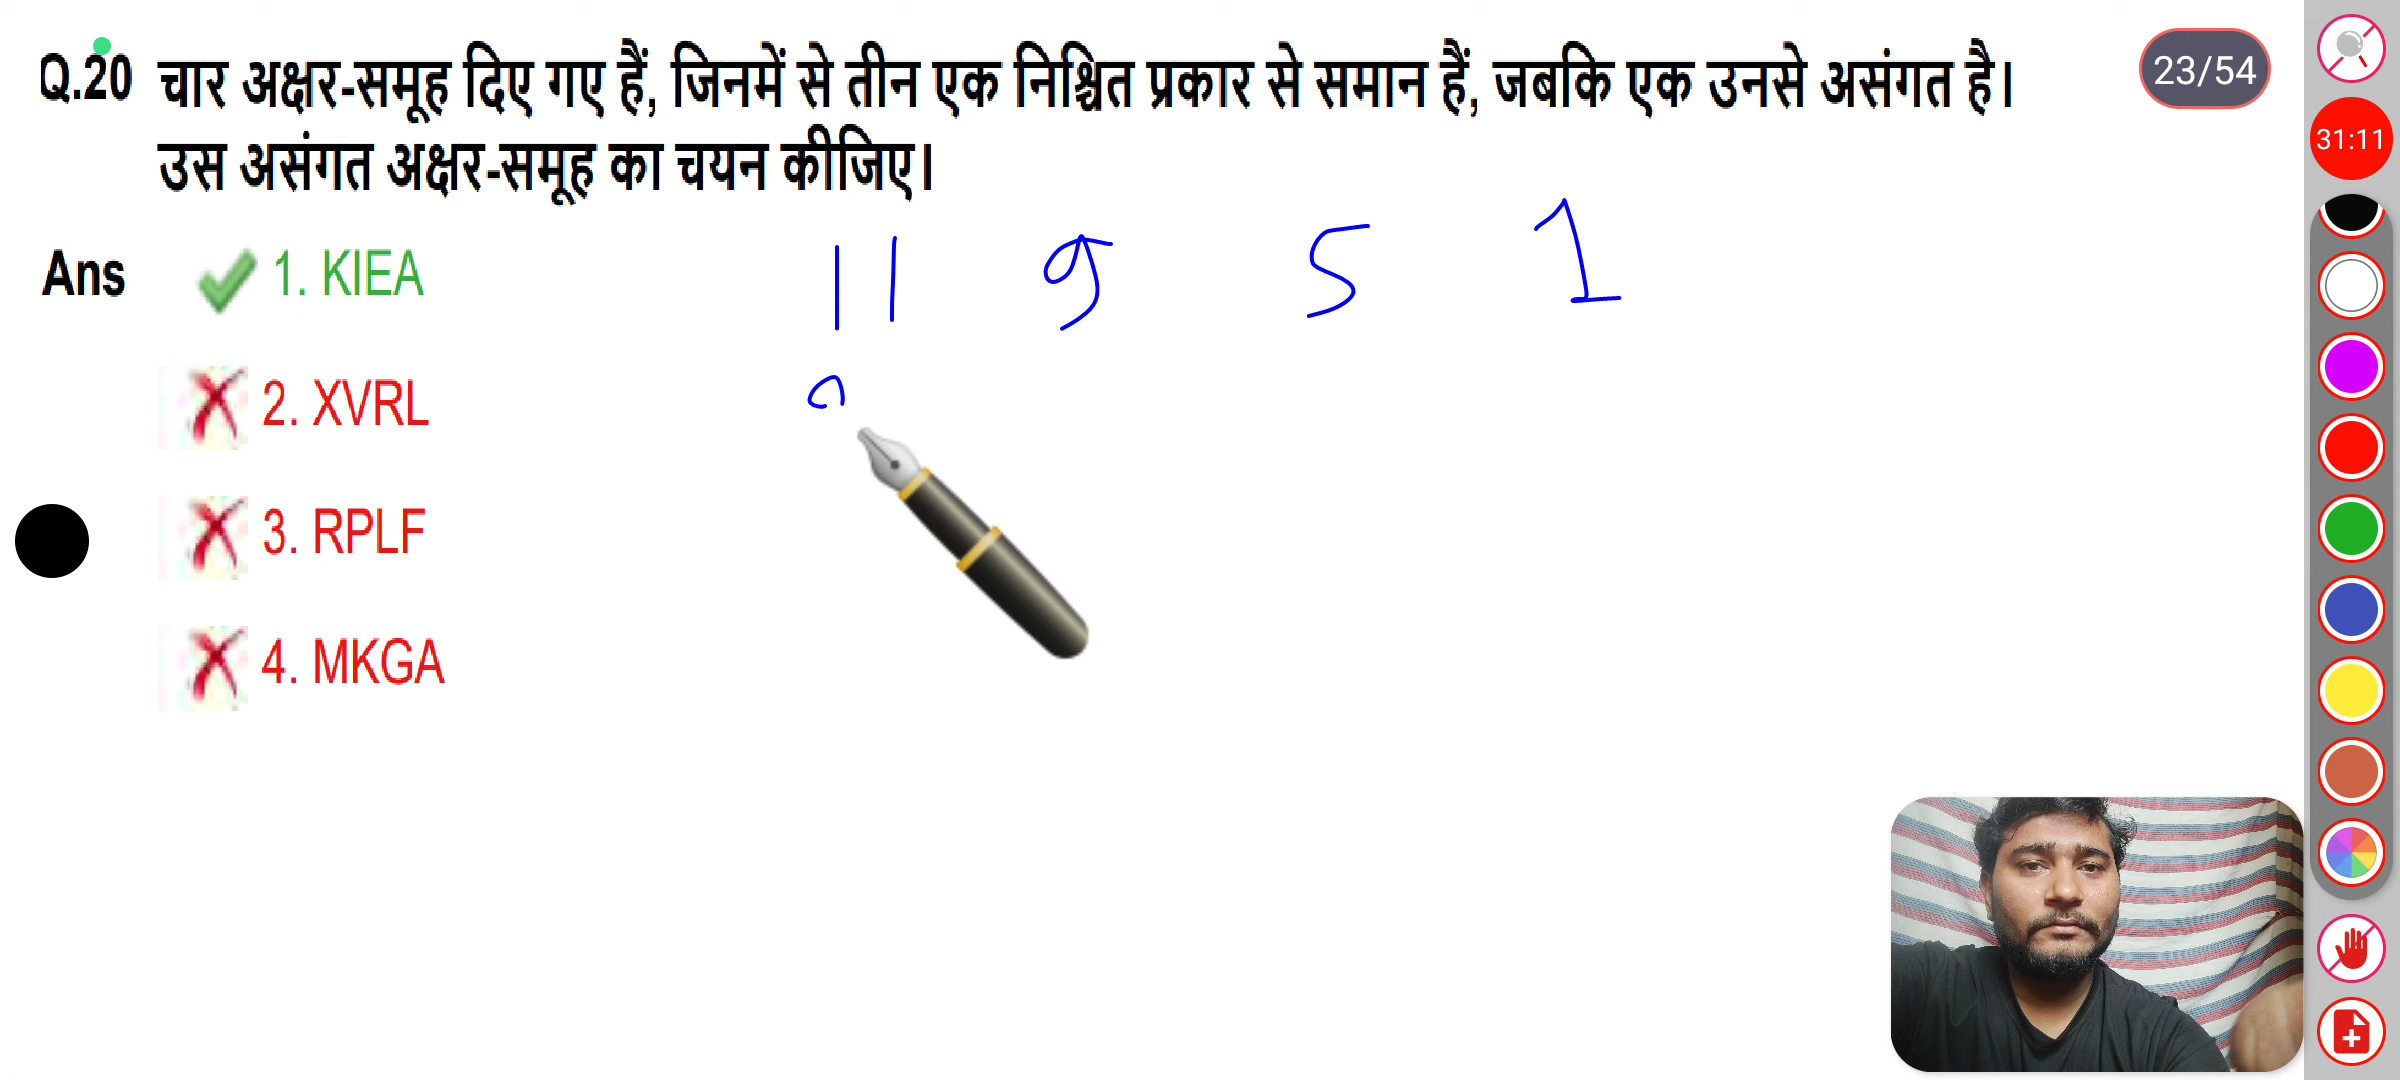 Q.20 चार अक्षर-समूह दिए गए हैं, जिनमें से तीन एक निश्चित प्रकार से समान हैं, जबकि एक उनसे असंगत है।
उस असंगत अक्षर-समूह का चयन कीजिए।
23/54
31:11
11 9 5 1
Ans 1. KIEA
2. XVRL
3. RPLF
4. MKGA